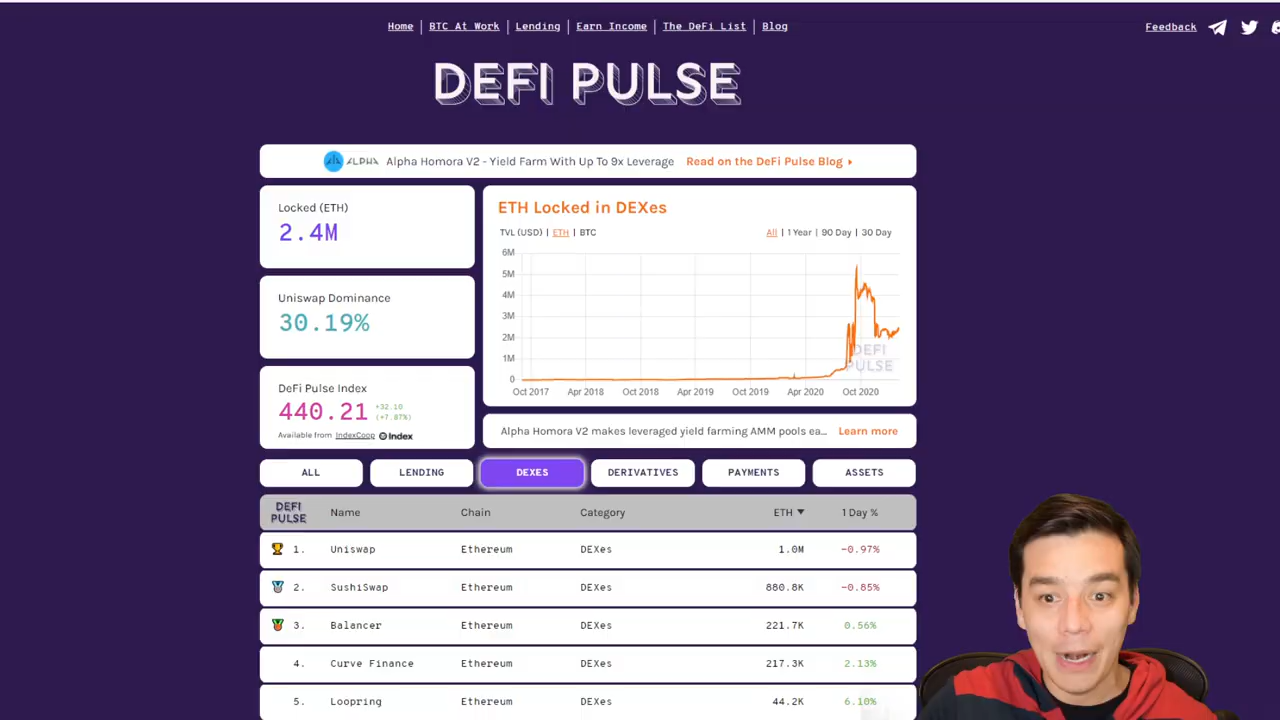 Home | BTC At Work | Lending | Earn Income | The DeFi List | Blog
Feedback
DEFI PULSE
ALPHA Alpha Homora V2 - Yield Farm With Up To 9x Leverage Read on the DeFi Pulse Blog
Locked (ETH)
2.4M
Uniswap Dominance
30.19%
DeFi Pulse Index
440.21 +32.10 (+7.87%)
Available from IndexCoop Index
ETH Locked in DEXes
TVL (USD) | ETH | BTC
All | 1 Year | 90 Day | 30 Day
6M
5M
4M
3M
2M
1M
0
DEFI
PULSE
Oct 2017 Apr 2018 Oct 2018 Apr 2019 Oct 2019 Apr 2020 Oct 2020
Alpha Homora V2 makes leveraged yield farming AMM pools ea... Learn more
ALL LENDING DEXES DERIVATIVES PAYMENTS ASSETS
DEFI PULSE Name Chain Category ETH ▼ 1 Day %
1. Uniswap Ethereum DEXes 1.0M -0.97%
2. SushiSwap Ethereum DEXes 880.8K -0.85%
3. Balancer Ethereum DEXes 221.7K 0.56%
4. Curve Finance Ethereum DEXes 217.3K 2.13%
5. Loopring Ethereum DEXes 44.2K 6.10%